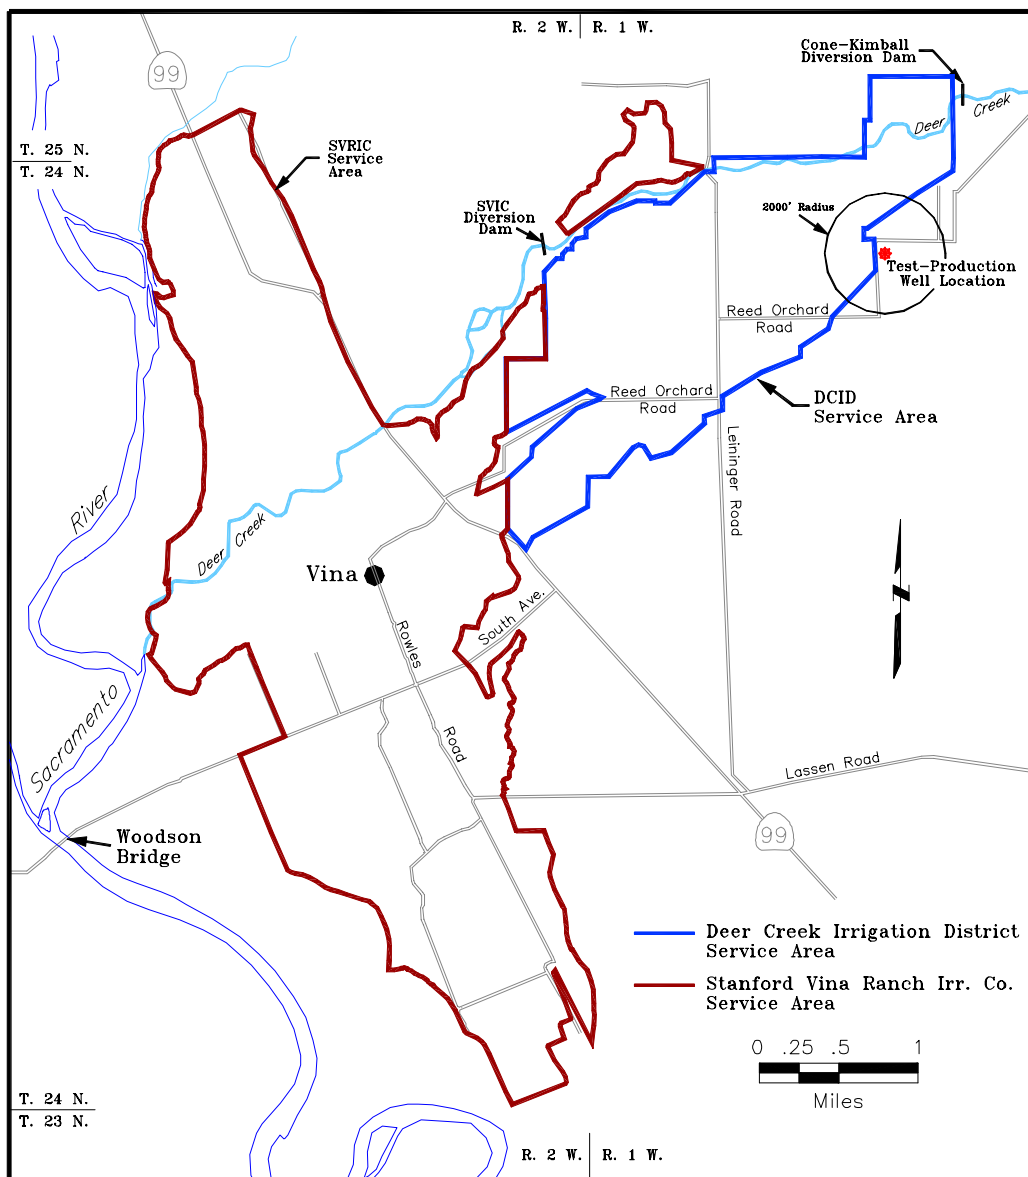 R. 2 W. R. 1 W.
Cone-Kimball
Diversion Dam
99
Deer Creek
T. 25 N.
T. 24 N.
SVRIC
Service
Area
SVIC
Diversion
Dam
2000' Radius
Test-Production
Well Location
Reed Orchard
Road
Reed Orchard
Road
DCID
Service Area
Leininger Road
River
Deer Creek
Vina
South Ave.
Rowles
Road
Sacramento
Lassen Road
Woodson
Bridge
99
Deer Creek Irrigation District
Service Area
Stanford Vina Ranch Irr. Co.
Service Area
0 .25 .5 1
Miles
T. 24 N.
T. 23 N.
R. 2 W. R. 1 W.
Z